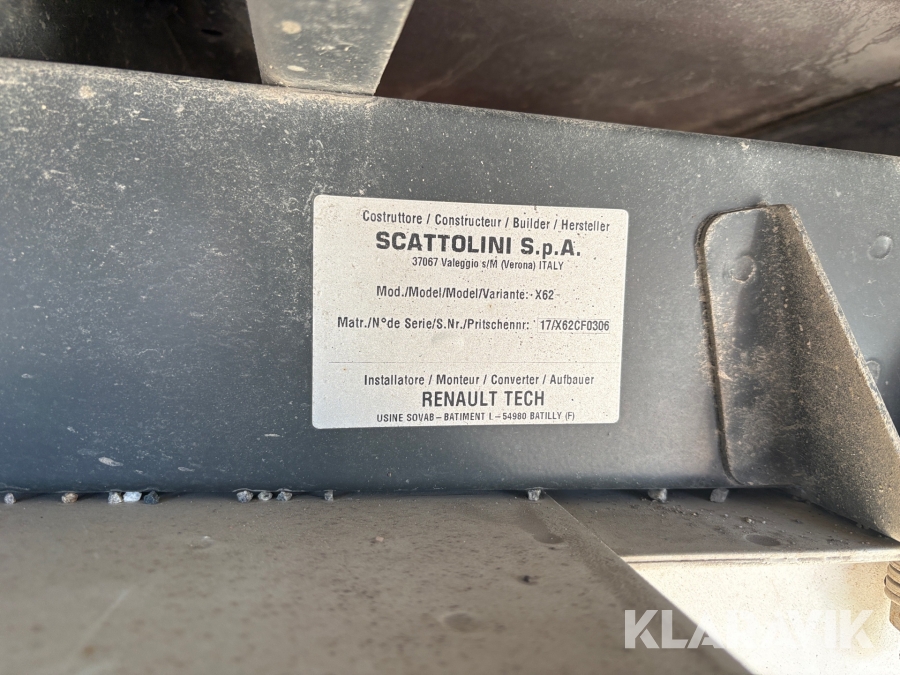 Costruttore / Constructeur / Builder / Hersteller
SCATTOLINI S.p.A.
37067 Valeggio s/M (Verona) ITALY
Mod./Model/Model/Variante: X62
Matr./N°de Serie/S.Nr./Pritschennr: 17/X62CF0306
Installatore / Monteur / Converter / Aufbauer
RENAULT TECH
USINE SOVAB – BATIMENT L – 54980 BATILLY (F)
KLARAVIK